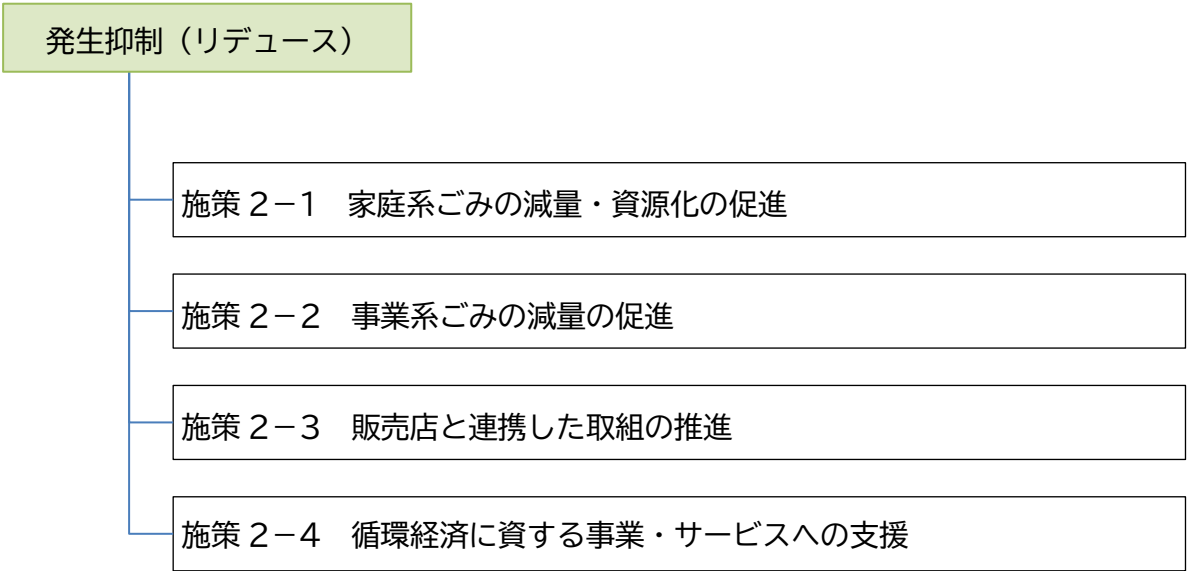 発生抑制（リデュース）
施策２－１　家庭系ごみの減量・資源化の促進
施策２－２　事業系ごみの減量の促進
施策２－３　販売店と連携した取組の推進
施策２－４　循環経済に資する事業・サービスへの支援